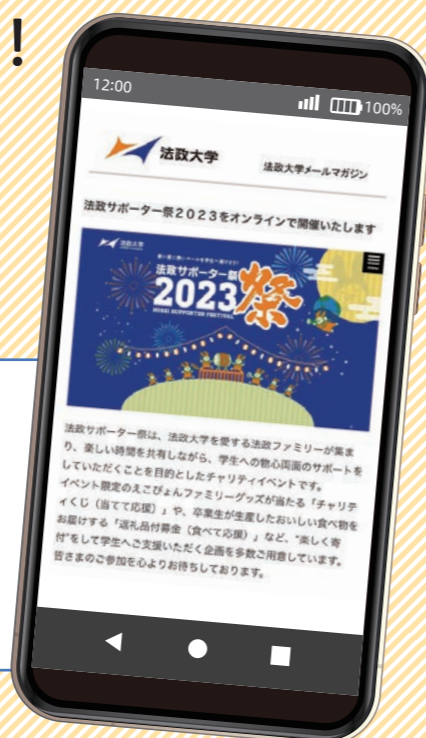 !
12:00
100%
法政大学
法政大学メールマガジン
法政サポーター祭2023をオンラインで開催いたします
法政大学
法政サポーター祭
2023
祭
HOSEI SUPPORTER FESTIVAL
法政サポーター祭は、法政大学を愛する法政ファミリーが集ま
り、楽しい時間を共有しながら、学生への物心両面のサポートを
していただくことを目的としたチャリティイベントです。
イベント限定のえこぴょんファミリーグッズが当たる「チャリテ
ィくじ(当てて応援)」や、卒業生が生産したおいしい食べ物を
お届けする「返礼品付募金(食べて応援)」など、“楽しく寄
付”をして学生へご支援いただく企画を多数ご用意しています。
皆さまのご参加を心よりお待ちしております。